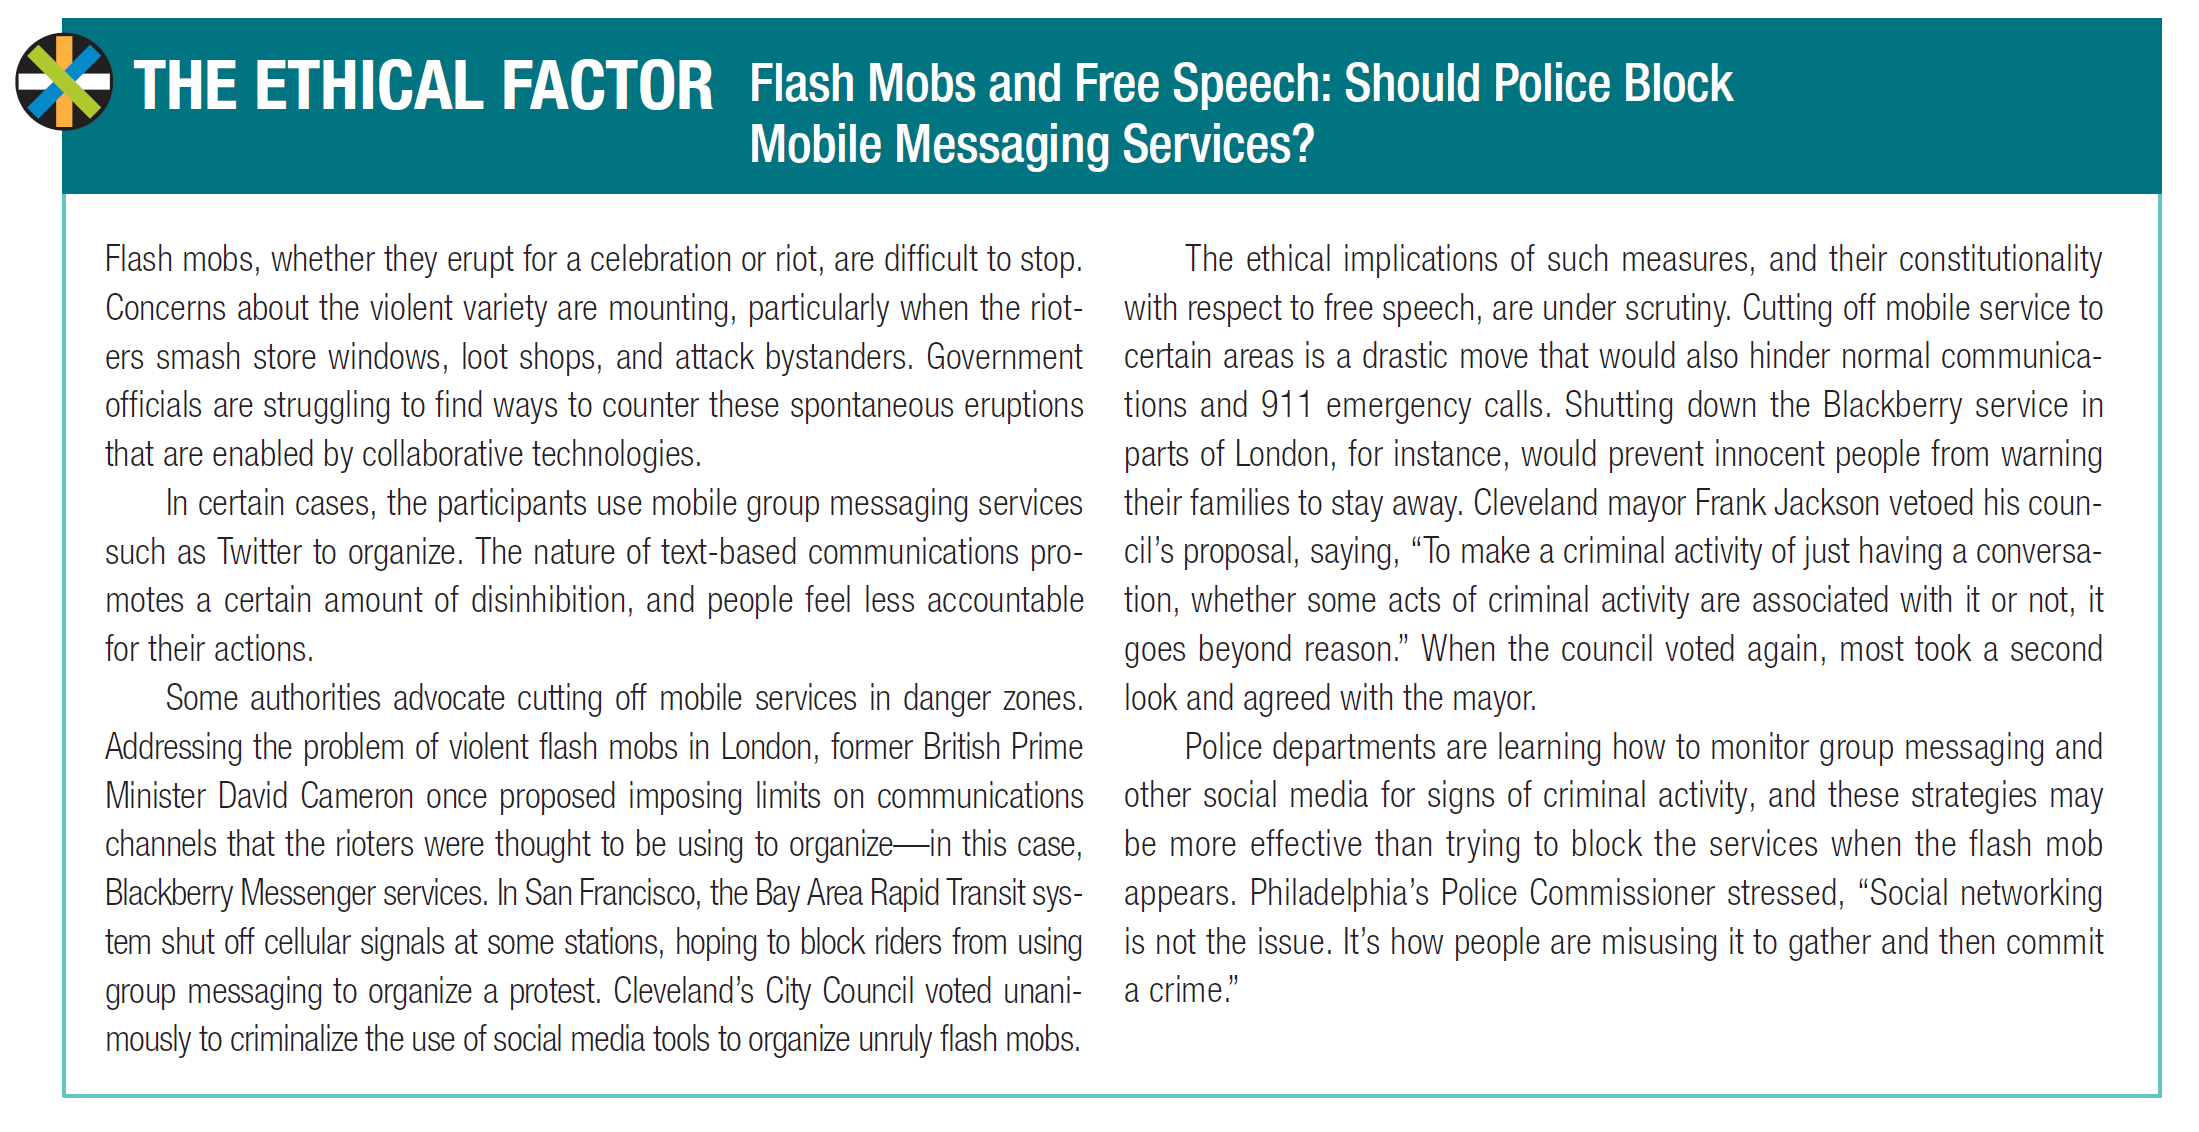 THE ETHICAL FACTOR
Flash Mobs and Free Speech: Should Police Block
Mobile Messaging Services?
Flash mobs, whether they erupt for a celebration or riot, are difficult to stop.
Concerns about the violent variety are mounting, particularly when the riot-
ers smash store windows, loot shops, and attack bystanders. Government
officials are struggling to find ways to counter these spontaneous eruptions
that are enabled by collaborative technologies.
In certain cases, the participants use mobile group messaging services
such as Twitter to organize. The nature of text-based communications pro-
motes a certain amount of disinhibition, and people feel less accountable
for their actions.
Some authorities advocate cutting off mobile services in danger zones.
Addressing the problem of violent flash mobs in London, former British Prime
Minister David Cameron once proposed imposing limits on communications
channels that the rioters were thought to be using to organize—in this case,
Blackberry Messenger services. In San Francisco, the Bay Area Rapid Transit sys-
tem shut off cellular signals at some stations, hoping to block riders from using
group messaging to organize a protest. Cleveland’s City Council voted unani-
mously to criminalize the use of social media tools to organize unruly flash mobs.
The ethical implications of such measures, and their constitutionality
with respect to free speech, are under scrutiny. Cutting off mobile service to
certain areas is a drastic move that would also hinder normal communica-
tions and 911 emergency calls. Shutting down the Blackberry service in
parts of London, for instance, would prevent innocent people from warning
their families to stay away. Cleveland mayor Frank Jackson vetoed his coun-
cil’s proposal, saying, “To make a criminal activity of just having a conversa-
tion, whether some acts of criminal activity are associated with it or not, it
goes beyond reason.” When the council voted again, most took a second
look and agreed with the mayor.
Police departments are learning how to monitor group messaging and
other social media for signs of criminal activity, and these strategies may
be more effective than trying to block the services when the flash mob
appears. Philadelphia’s Police Commissioner stressed, “Social networking
is not the issue. It’s how people are misusing it to gather and then commit
a crime.”